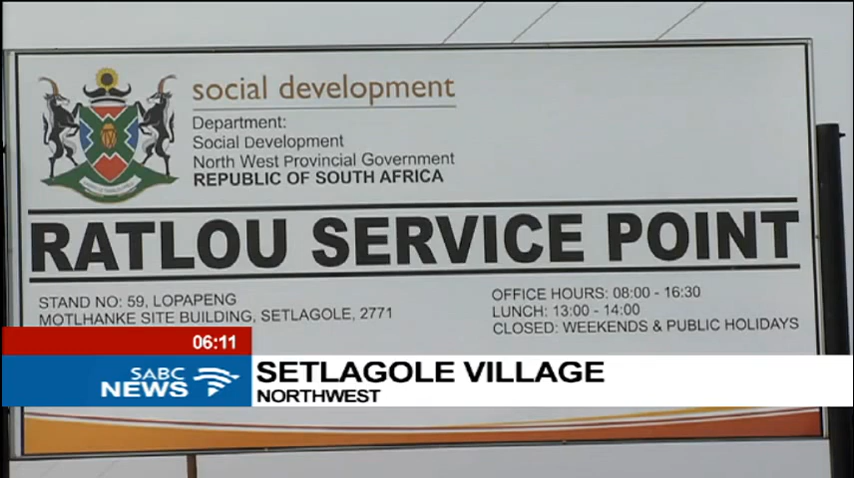 social development
Department:
Social Development
North West Provincial Government
REPUBLIC OF SOUTH AFRICA
RATLOU SERVICE POINT
STAND NO: 59, LOPAPENG
MOTLHANKE SITE BUILDING, SETLAGOLE, 2771
OFFICE HOURS: 08:00 - 16:30
LUNCH: 13:00 - 14:00
CLOSED: WEEKENDS & PUBLIC HOLIDAYS
06:11
SABC
NEWS
SETLAGOLE VILLAGE
NORTHWEST